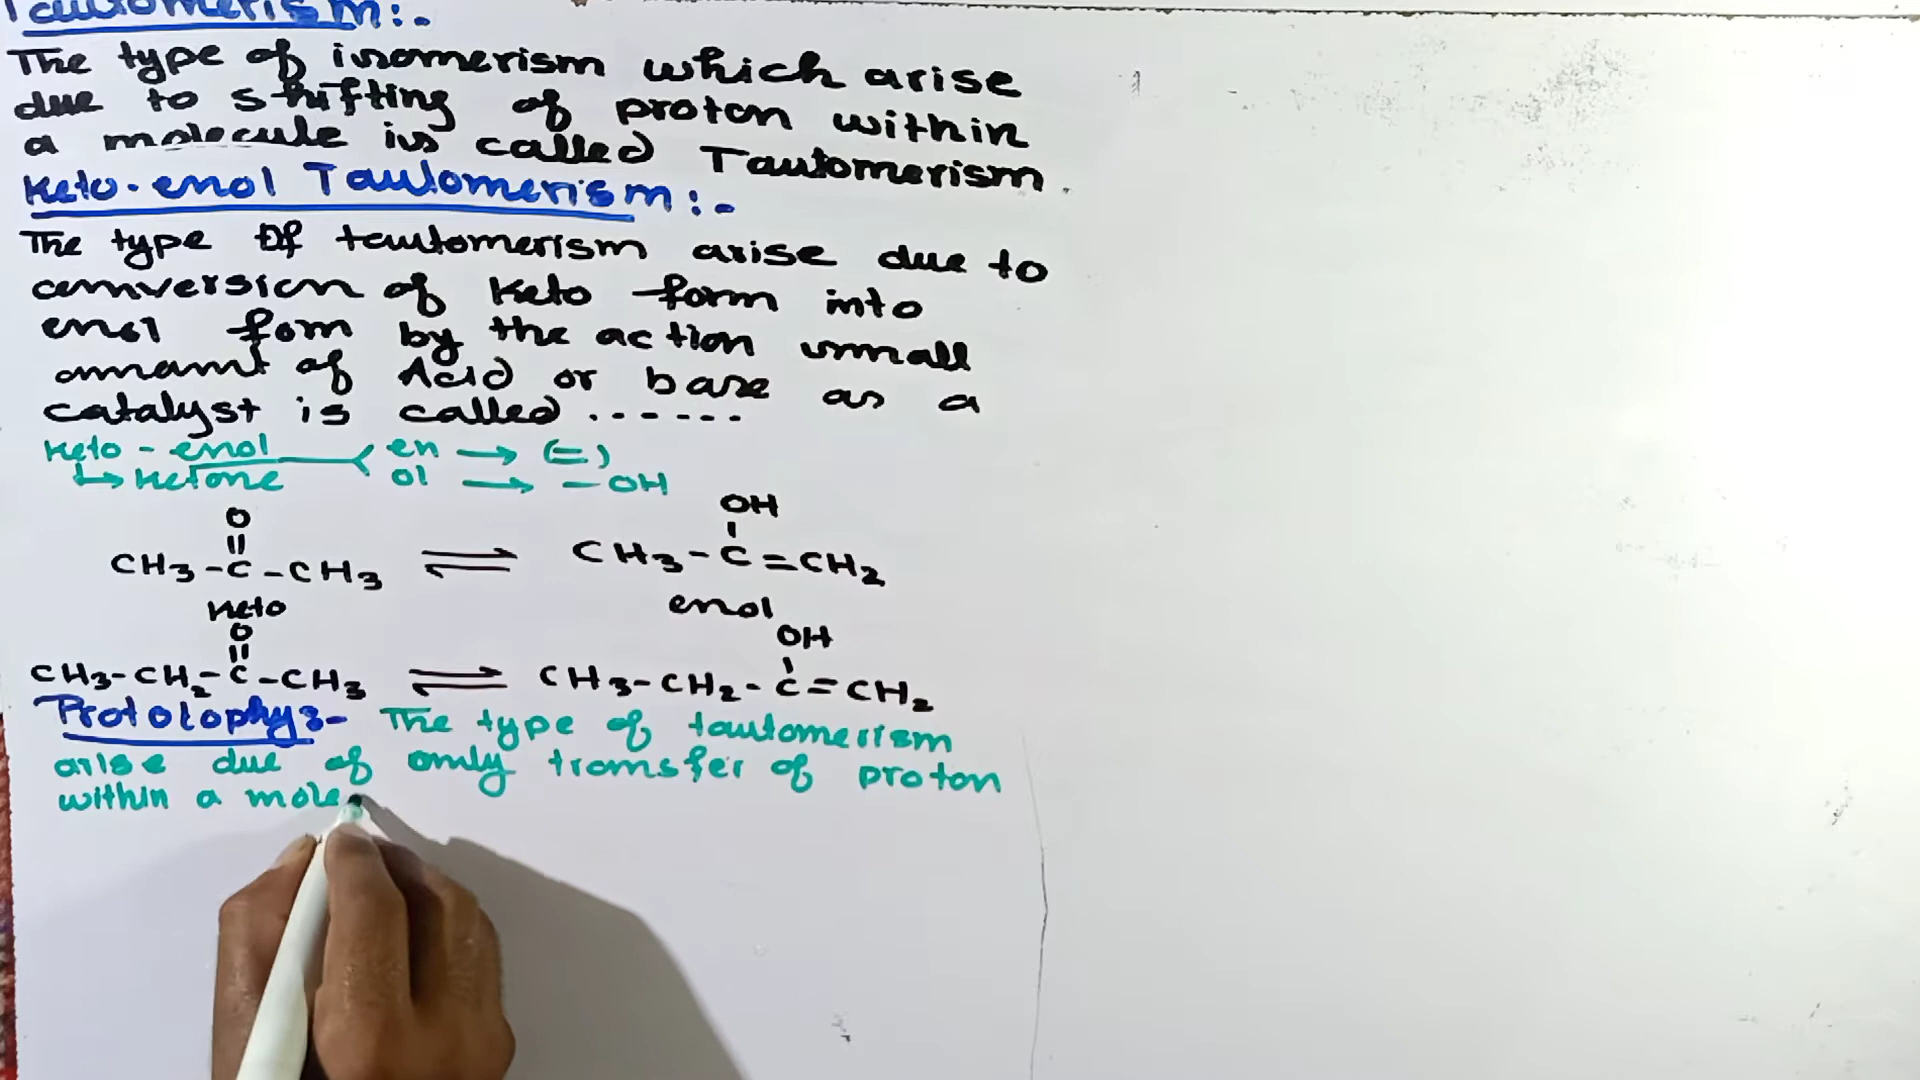 Tautomerism:-
The type of isomerism which arise
due to shifting of proton within
a molecule is called Tautomerism.
Keto-enol Tautomerism:-
The type of tautomerism arise due to
conversion of Keto form into
enol fom by the action small
amamt of Acid or base as a
catalyst is called ......
Keto - enol < en → (=)
↳ Ketone ol → -OH
O OH
|| |
CH3-C-CH3 ⇌ CH3-C=CH2
Keto enol
O OH
|| |
CH3-CH2-C-CH3 ⇌ CH3-CH2-C=CH2
Protolophy:- The type of tautomerism
arise due of only transfer of proton
within a mole